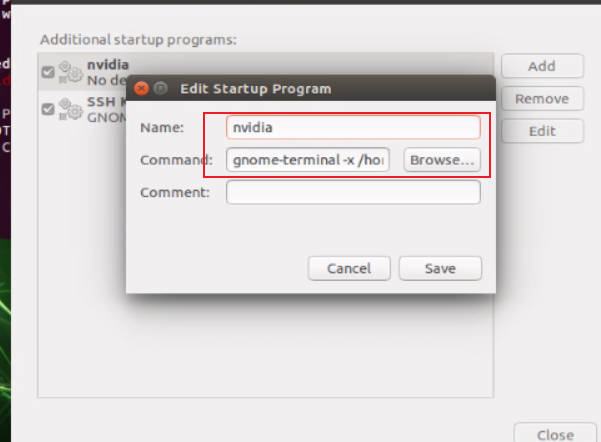 Additional startup programs:
nvidia
No de
Add
SSH K
GNOM
Remove
Edit
Edit Startup Program
Name: nvidia
Command: gnome-terminal -x /hor Browse...
Comment:
Cancel Save
Close